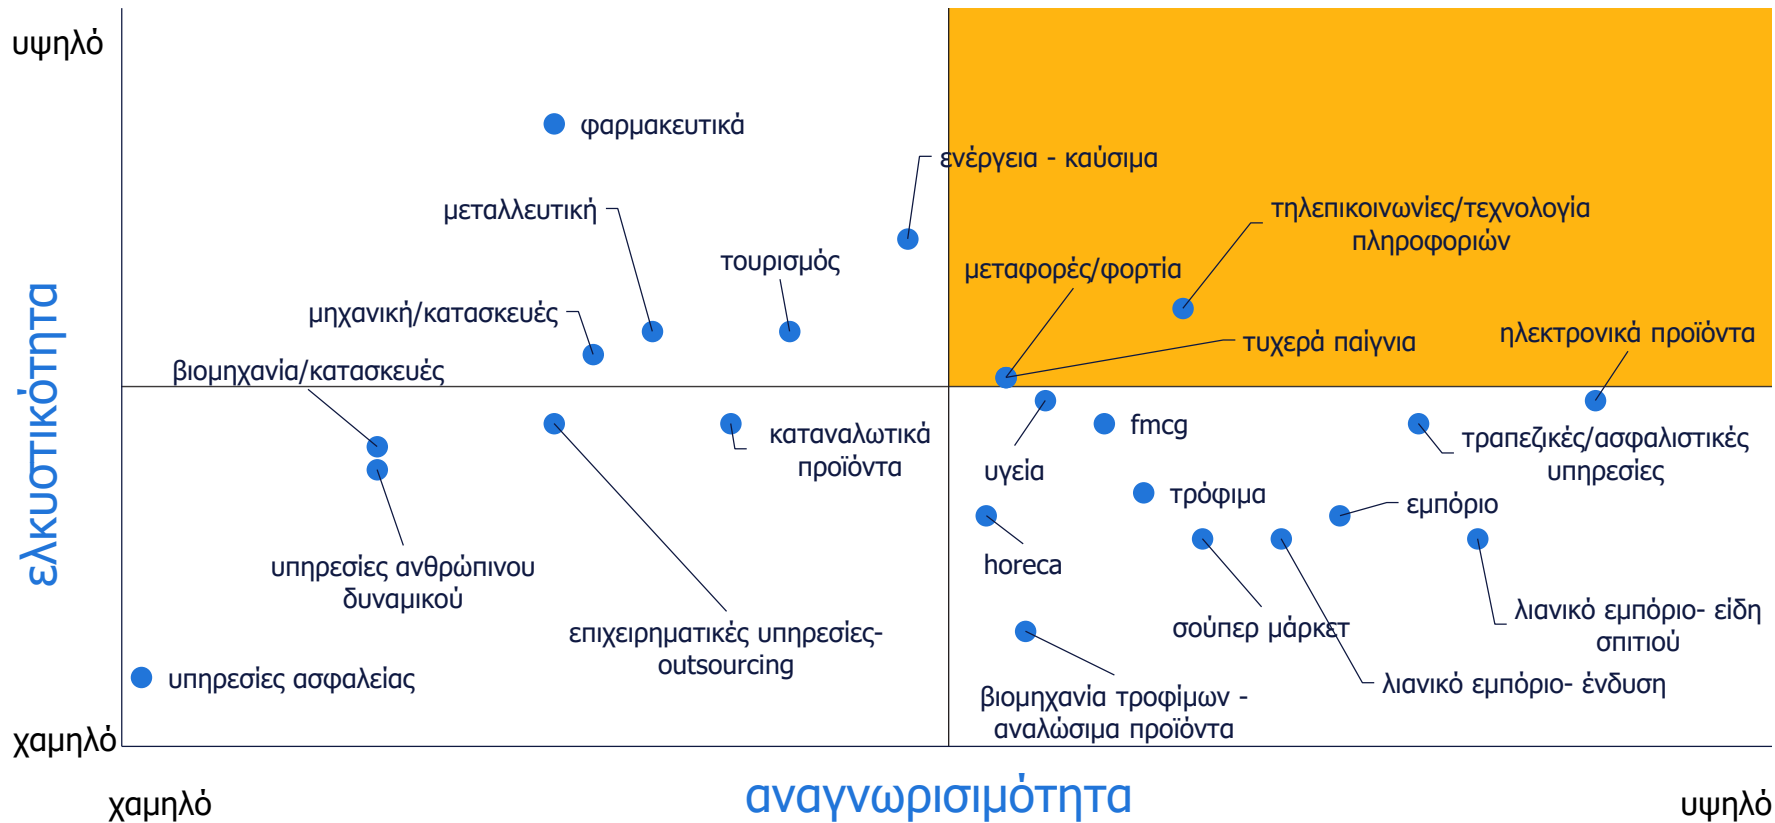 υψηλό
φαρμακευτικά
ενέργεια - καύσιμα
μεταλλευτική
τηλεπικοινωνίες/τεχνολογία
πληροφοριών
τουρισμός
μεταφορές/φορτία
μηχανική/κατασκευές
τυχερά παίγνια
ηλεκτρονικά προϊόντα
βιομηχανία/κατασκευές
ελκυστικότητα
καταναλωτικά
προϊόντα
υγεία
fmcg
τραπεζικές/ασφαλιστικές
υπηρεσίες
τρόφιμα
εμπόριο
horeca
υπηρεσίες ανθρώπινου
δυναμικού
επιχειρηματικές υπηρεσίες-
outsourcing
σούπερ μάρκετ
λιανικό εμπόριο- είδη
σπιτιού
υπηρεσίες ασφαλείας
λιανικό εμπόριο- ένδυση
βιομηχανία τροφίμων -
αναλώσιμα προϊόντα
χαμηλό
χαμηλό
αναγνωρισιμότητα
υψηλό